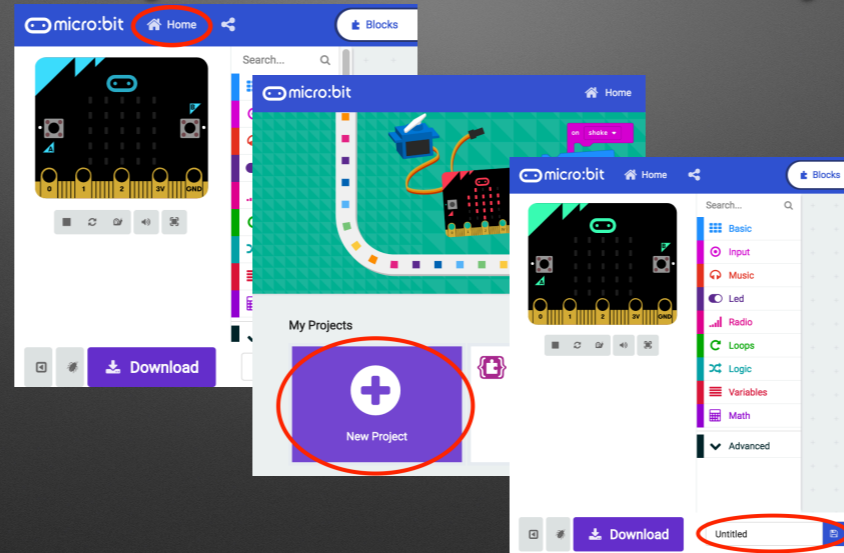 micro:bit Home Blocks
Search...
0 1 2 3V GND
Download
micro:bit Home
on shake
My Projects
New Project
micro:bit Home Blocks
Search...
Basic
Input
Music
Led
Radio
Loops
Logic
Variables
Math
Advanced
0 1 2 3V GND
Download
Untitled